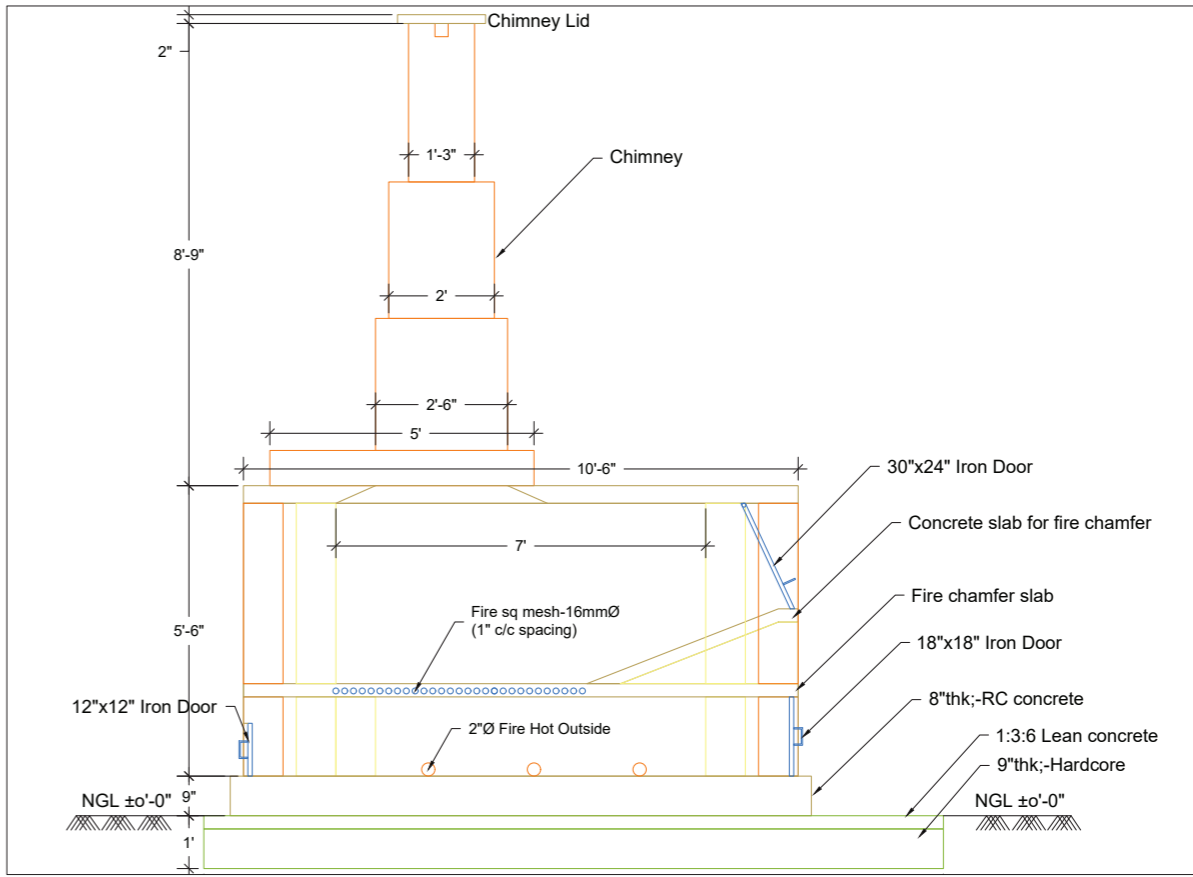 Chimney Lid
2"
1'-3"
Chimney
8'-9"
2'
2'-6"
5'
10'-6"
30"x24" Iron Door
Concrete slab for fire chamfer
7'
Fire chamfer slab
Fire sq mesh-16mmØ
(1" c/c spacing)
5'-6"
18"x18" Iron Door
12"x12" Iron Door
8"thk;-RC concrete
2"Ø Fire Hot Outside
1:3:6 Lean concrete
9"thk;-Hardcore
NGL ±o'-0"
9"
NGL ±o'-0"
1'